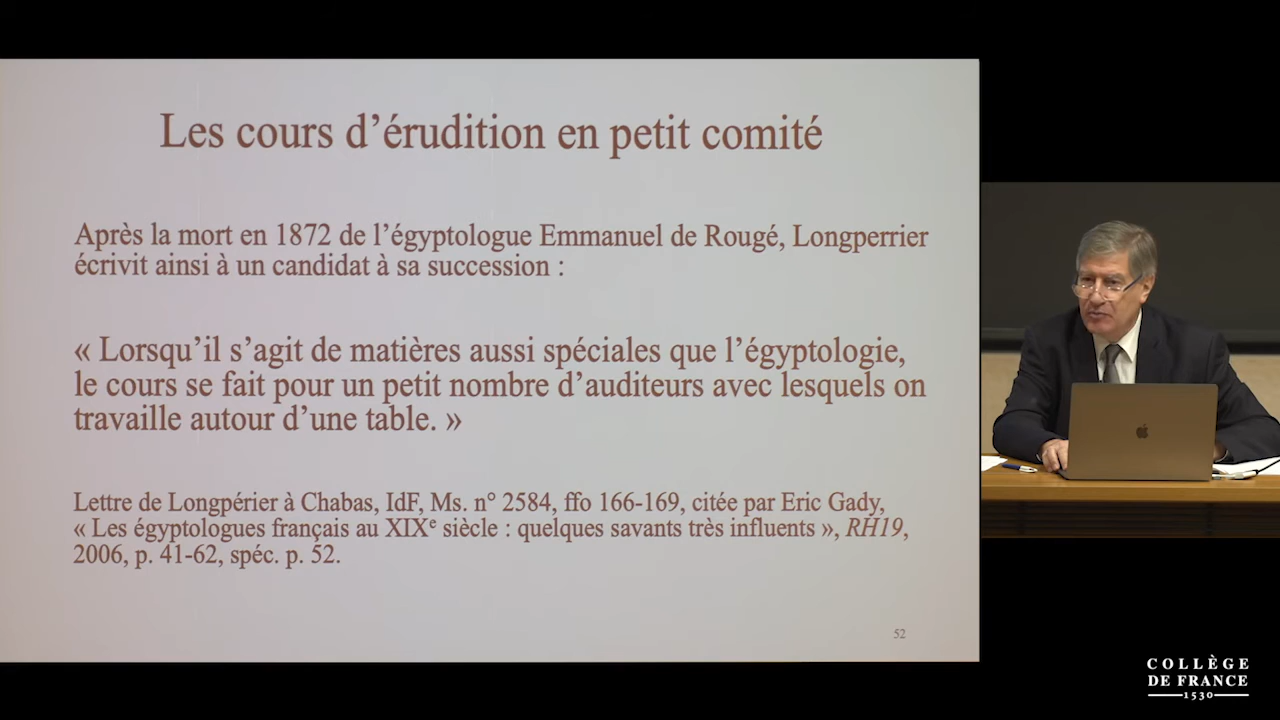 Les cours d’érudition en petit comité
Après la mort en 1872 de l’égyptologue Emmanuel de Rougé, Longperrier
écrivit ainsi à un candidat à sa succession :
« Lorsqu’il s’agit de matières aussi spéciales que l’égyptologie,
le cours se fait pour un petit nombre d’auditeurs avec lesquels on
travaille autour d’une table. »
Lettre de Longpérier à Chabas, IdF, Ms. n° 2584, ffo 166-169, citée par Eric Gady,
« Les égyptologues français au XIXe siècle : quelques savants très influents », RH19,
2006, p. 41-62, spéc. p. 52.
52
COLLÈGE
DE FRANCE
1530